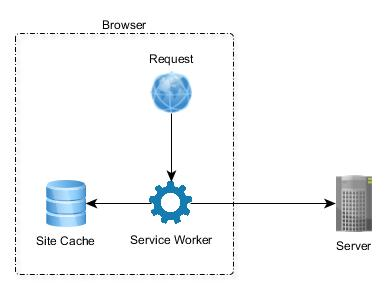 Browser
Request
Site Cache
Service Worker
Server